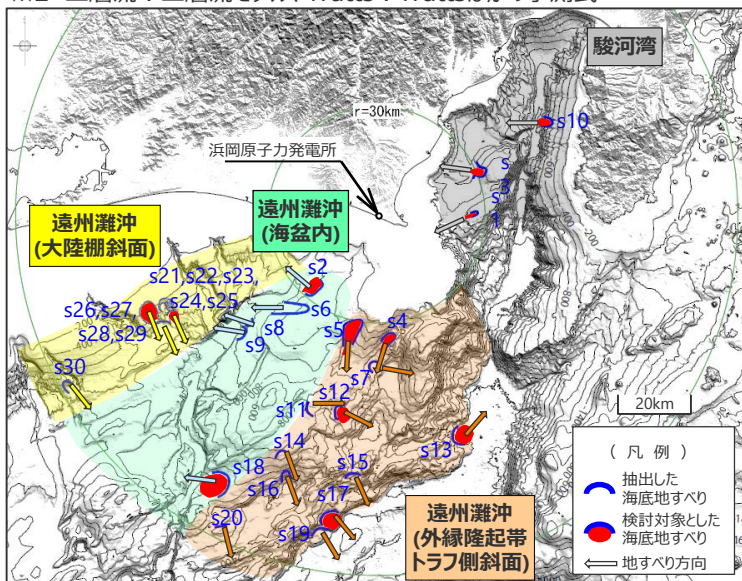 駿河湾
r=30km
s10
浜岡原子力発電所
s
3
s
1
遠州灘沖
(大陸棚斜面)
遠州灘沖
(海盆内)
s2
s21,s22,s23,
s24,s25
s26,s27,
s28,s29
s6
s8
s9
s5
s4
s7
s30
s12
s11
s13
20km
s14
s18
s16
s15
s17
s20
s19
遠州灘沖
(外縁隆起帯
トラフ側斜面)
(凡例)
抽出した
海底地すべり
検討対象とした
海底地すべり
地すべり方向